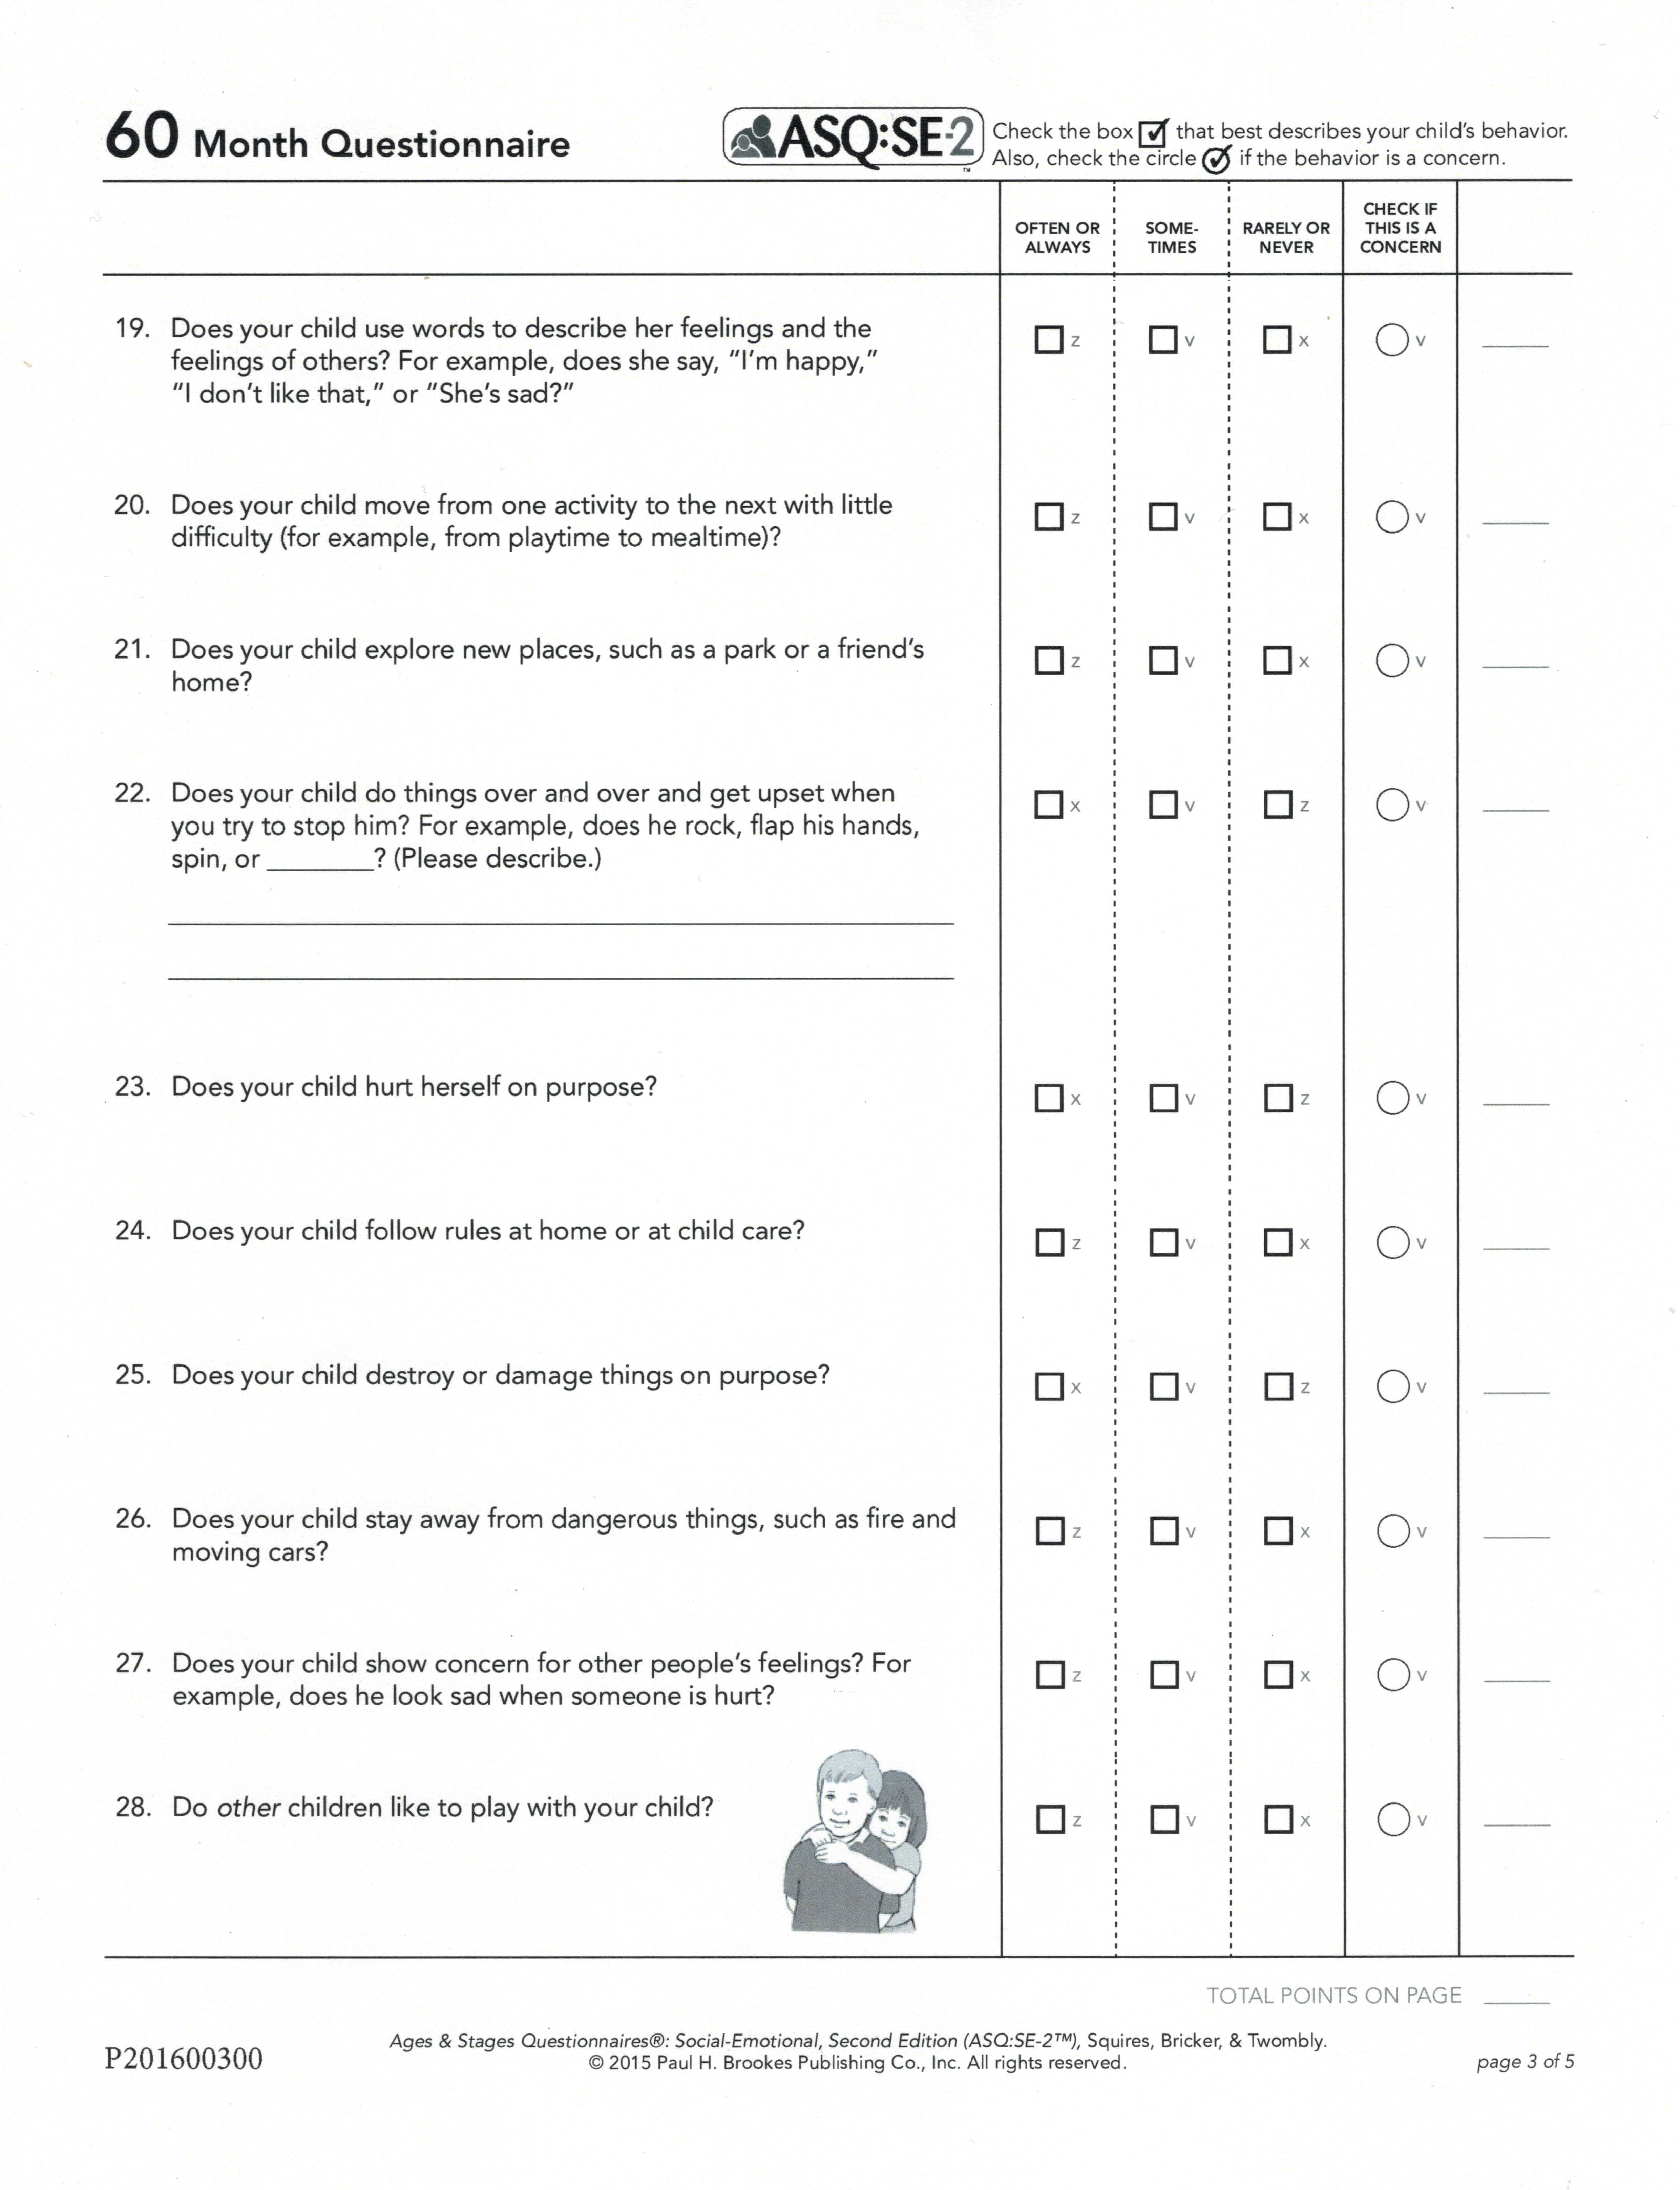 60 Month Questionnaire
ASQ:SE-2™
Check the box ☑ that best describes your child's behavior.
Also, check the circle ✓ if the behavior is a concern.
OFTEN OR ALWAYS
SOME-TIMES
RARELY OR NEVER
CHECK IF THIS IS A CONCERN
19. Does your child use words to describe her feelings and the
feelings of others? For example, does she say, "I'm happy,"
"I don't like that," or "She's sad?"
☐ z ☐ v ☐ x ○ v ____
20. Does your child move from one activity to the next with little
difficulty (for example, from playtime to mealtime)?
☐ z ☐ v ☐ x ○ v ____
21. Does your child explore new places, such as a park or a friend's
home?
☐ z ☐ v ☐ x ○ v ____
22. Does your child do things over and over and get upset when
you try to stop him? For example, does he rock, flap his hands,
spin, or ________? (Please describe.)
☐ x ☐ v ☐ z ○ v ____
23. Does your child hurt herself on purpose?
☐ x ☐ v ☐ z ○ v ____
24. Does your child follow rules at home or at child care?
☐ z ☐ v ☐ x ○ v ____
25. Does your child destroy or damage things on purpose?
☐ x ☐ v ☐ z ○ v ____
26. Does your child stay away from dangerous things, such as fire and
moving cars?
☐ z ☐ v ☐ x ○ v ____
27. Does your child show concern for other people's feelings? For
example, does he look sad when someone is hurt?
☐ z ☐ v ☐ x ○ v ____
28. Do other children like to play with your child?
☐ z ☐ v ☐ x ○ v ____
TOTAL POINTS ON PAGE ____
P201600300
Ages & Stages Questionnaires®: Social-Emotional, Second Edition (ASQ:SE-2™), Squires, Bricker, & Twombly.
© 2015 Paul H. Brookes Publishing Co., Inc. All rights reserved.
page 3 of 5